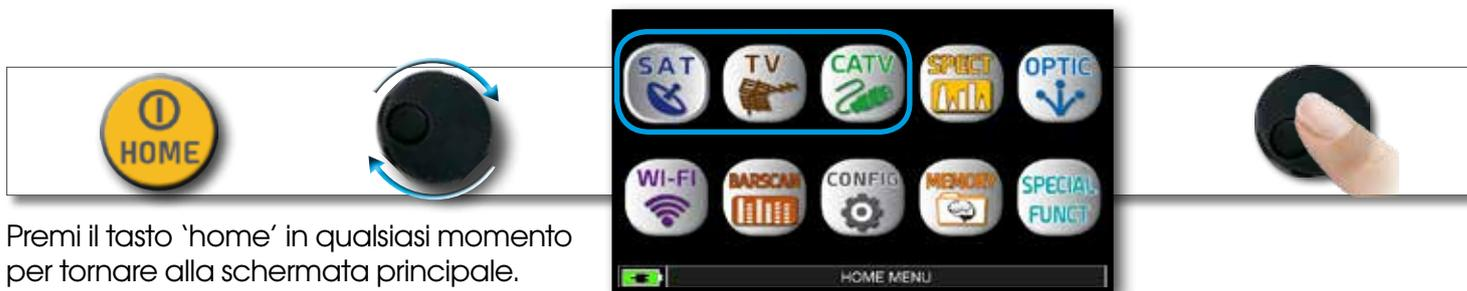 HOME
SAT TV CATV SPECT OPTIC
WI-FI BARSCAN CONFIG MEMORY SPECIAL
FUNCT
HOME MENU
Premi il tasto ‘home’ in qualsiasi momento
per tornare alla schermata principale.